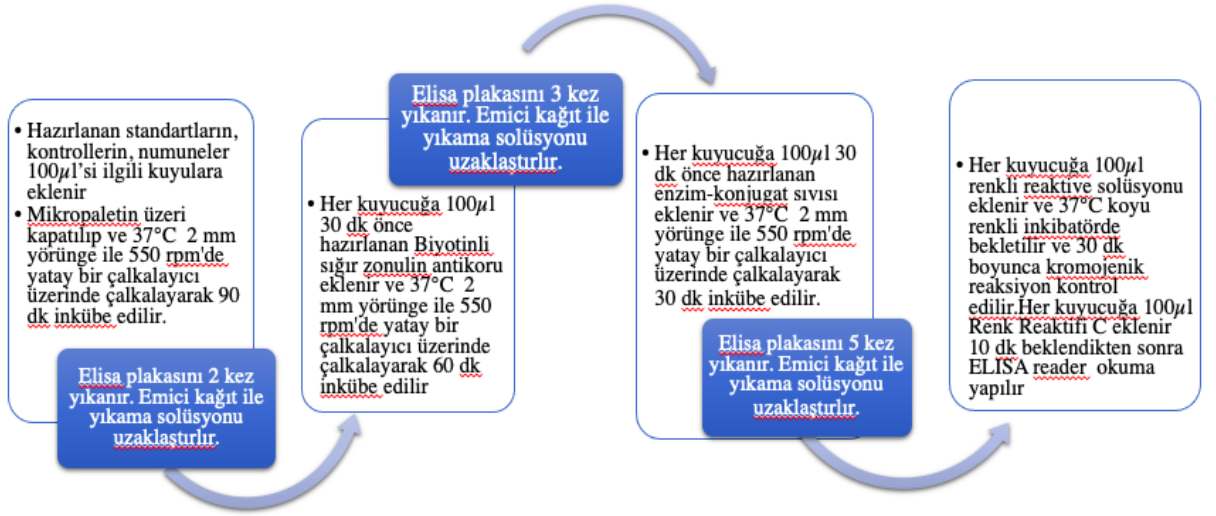 • Hazırlanan standartların,
kontrollerin, numuneler
100µl’si ilgili kuyulara
eklenir
• Mikropaletin üzeri
kapatılıp ve 37°C 2 mm
yörünge ile 550 rpm'de
yatay bir çalkalayıcı
üzerinde çalkalayarak 90
dk inkübe edilir.
Elisa plakasını 2 kez
yıkanır. Emici kağıt ile
yıkama solüsyonu
uzaklaştırlır.
• Her kuyucuğa 100µl
30 dk önce
hazırlanan Biyotinli
sığır zonulin antikoru
eklenir ve 37°C 2
mm yörünge ile 550
rpm'de yatay bir
çalkalayıcı üzerinde
çalkalayarak 60 dk
inkübe edilir
Elisa plakasını 3 kez
yıkanır. Emici kağıt ile
yıkama solüsyonu
uzaklaştırlır.
• Her kuyucuğa 100µl 30
dk önce hazırlanan
enzim-konjugat sıvısı
eklenir ve 37°C 2 mm
yörünge ile 550 rpm'de
yatay bir çalkalayıcı
üzerinde çalkalayarak
30 dk inkübe edilir.
Elisa plakasını 5 kez
yıkanır. Emici kağıt ile
yıkama solüsyonu
uzaklaştırlır.
• Her kuyucuğa 100µl
renkli reaktive solüsyonu
eklenir ve 37°C koyu
renkli inkibatörde
bekletilir ve 30 dk
boyunca kromojenik
reaksiyon kontrol
edilir.Her kuyucuğa 100µl
Renk Reaktifi C eklenir
10 dk beklendikten sonra
ELISA reader okuma
yapılır